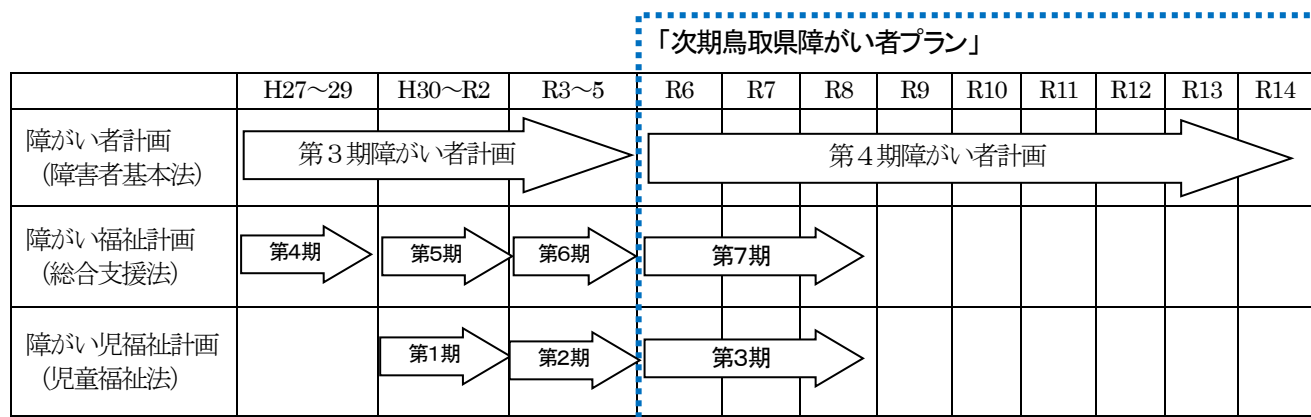 「次期鳥取県障がい者プラン」
H27～29 H30～R2 R3～5 R6 R7 R8 R9 R10 R11 R12 R13 R14
障がい者計画
（障害者基本法）
第３期障がい者計画 第４期障がい者計画
障がい福祉計画
（総合支援法）
第4期 第5期 第6期 第7期
障がい児福祉計画
（児童福祉法）
第1期 第2期 第3期